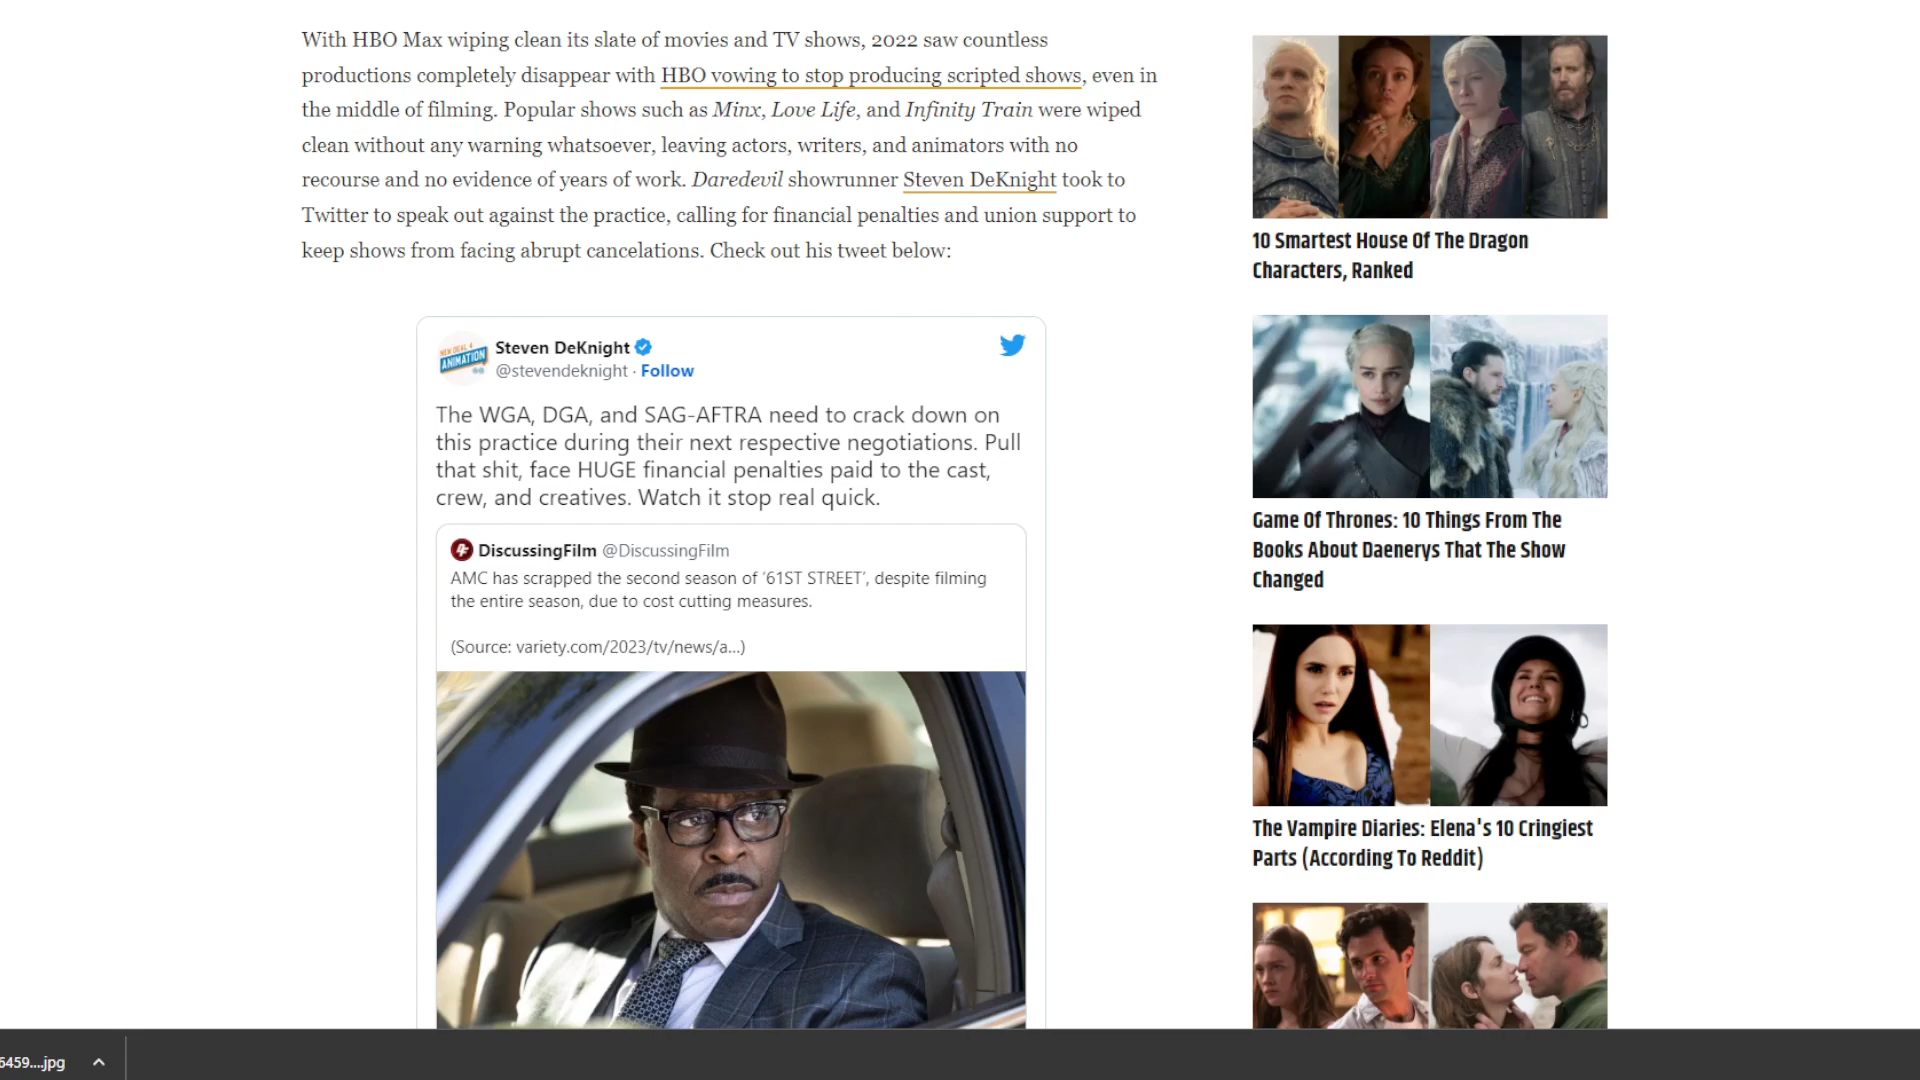 With HBO Max wiping clean its slate of movies and TV shows, 2022 saw countless
productions completely disappear with HBO vowing to stop producing scripted shows, even in
the middle of filming. Popular shows such as Minx, Love Life, and Infinity Train were wiped
clean without any warning whatsoever, leaving actors, writers, and animators with no
recourse and no evidence of years of work. Daredevil showrunner Steven DeKnight took to
Twitter to speak out against the practice, calling for financial penalties and union support to
keep shows from facing abrupt cancelations. Check out his tweet below:
NEW DEAL 4
ANIMATION
Steven DeKnight
@stevendeknight · Follow
The WGA, DGA, and SAG-AFTRA need to crack down on
this practice during their next respective negotiations. Pull
that shit, face HUGE financial penalties paid to the cast,
crew, and creatives. Watch it stop real quick.
DiscussingFilm @DiscussingFilm
AMC has scrapped the second season of ‘61ST STREET’, despite filming
the entire season, due to cost cutting measures.
(Source: variety.com/2023/tv/news/a...)
10 Smartest House Of The Dragon
Characters, Ranked
Game Of Thrones: 10 Things From The
Books About Daenerys That The Show
Changed
The Vampire Diaries: Elena's 10 Cringiest
Parts (According To Reddit)
6459....jpg